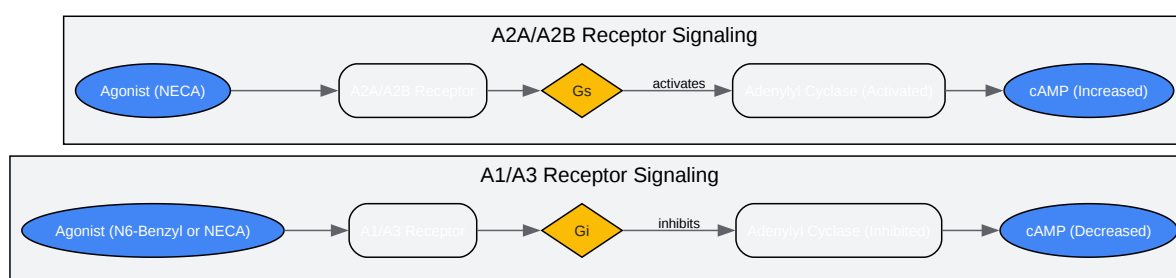 A2A/A2B Receptor Signaling
Agonist (NECA)
A2A/A2B Receptor
Gs
activates
Adenylyl Cyclase (Activated)
cAMP (Increased)
A1/A3 Receptor Signaling
Agonist (N6-Benzyl or NECA)
A1/A3 Receptor
Gi
inhibits
Adenylyl Cyclase (Inhibited)
cAMP (Decreased)